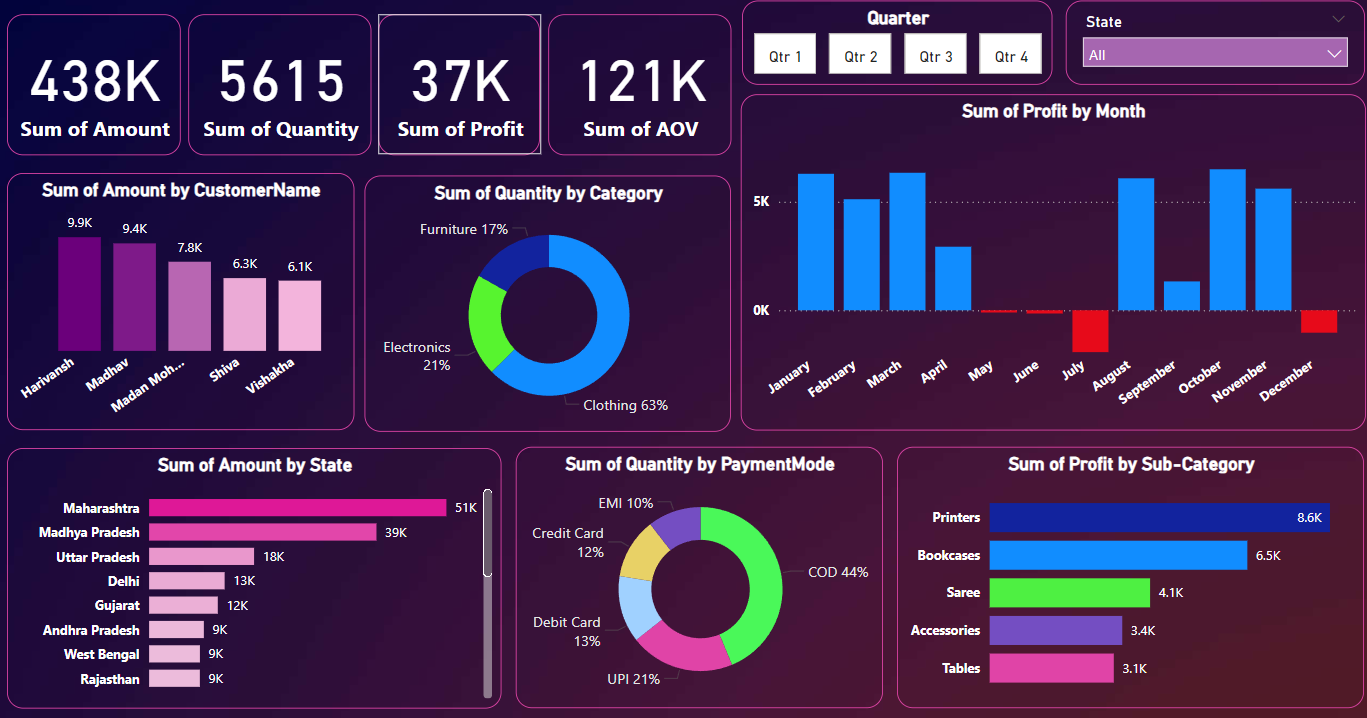 438K
Sum of Amount
5615
Sum of Quantity
37K
Sum of Profit
121K
Sum of AOV
Quarter
Qtr 1
Qtr 2
Qtr 3
Qtr 4
State
All
Sum of Amount by CustomerName
9.9K
9.4K
7.8K
6.3K
6.1K
Harivansh
Madhav
Madan Moh...
Shiva
Vishakha
Sum of Quantity by Category
Furniture 17%
Electronics
21%
Clothing 63%
Sum of Profit by Month
5K
0K
January
February
March
April
May
June
July
August
September
October
November
December
Sum of Amount by State
Maharashtra 51K
Madhya Pradesh 39K
Uttar Pradesh 18K
Delhi 13K
Gujarat 12K
Andhra Pradesh 9K
West Bengal 9K
Rajasthan 9K
Sum of Quantity by PaymentMode
EMI 10%
Credit Card
12%
COD 44%
Debit Card
13%
UPI 21%
Sum of Profit by Sub-Category
Printers 8.6K
Bookcases 6.5K
Saree 4.1K
Accessories 3.4K
Tables 3.1K